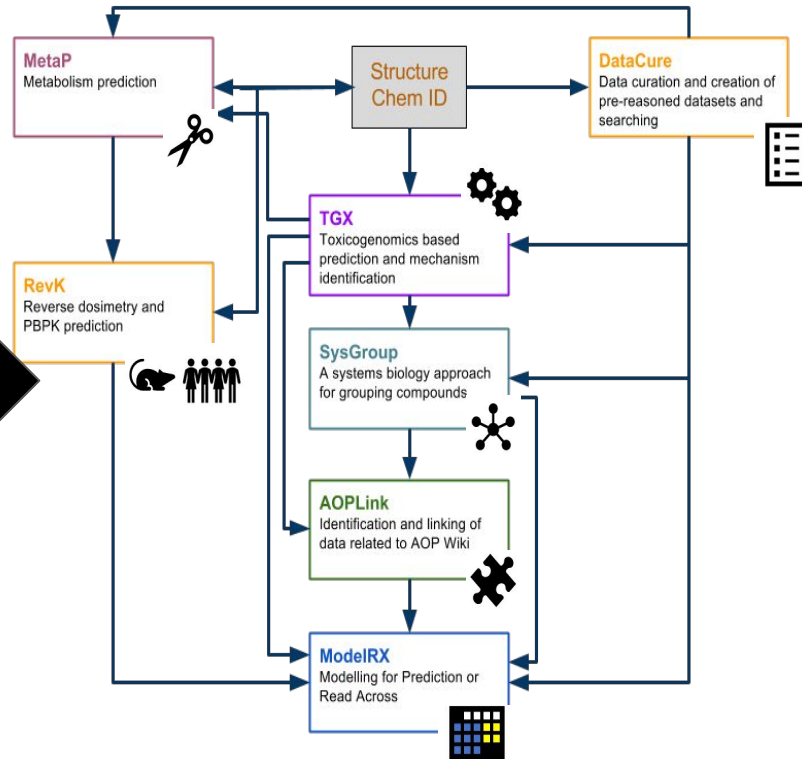 MetaP
Metabolism prediction
Structure
Chem ID
DataCure
Data curation and creation of
pre-reasoned datasets and
searching
TGX
Toxicogenomics based
prediction and mechanism
identification
RevK
Reverse dosimetry and
PBPK prediction
SysGroup
A systems biology approach
for grouping compounds
AOPLink
Identification and linking of
data related to AOP Wiki
ModelRX
Modelling for Prediction or
Read Across